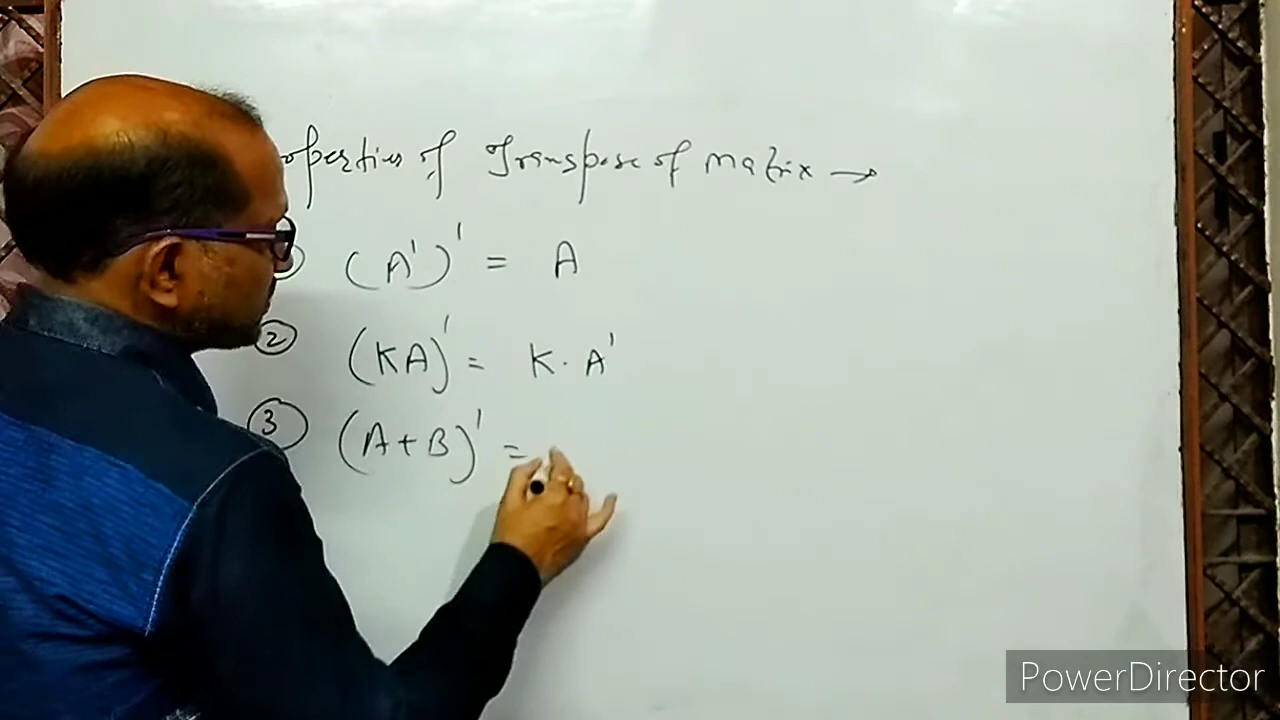 operties of Transpose of matrix →
(A')' = A
② (KA)' = K. A'
③ (A+B)' =
PowerDirector